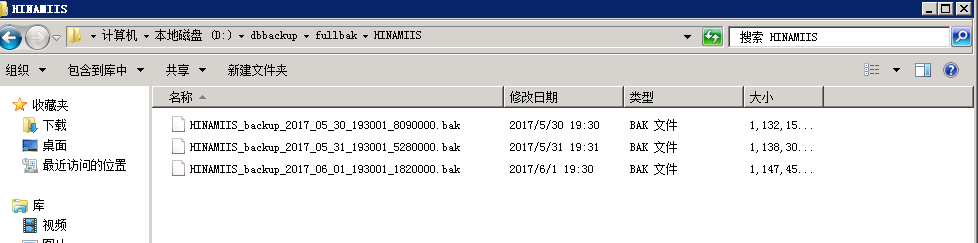 HINAMIIS
计算机 本地磁盘 (D:) dbbackup fullbak HINAMIIS 搜索 HINAMIIS
组织 包含到库中 共享 新建文件夹
收藏夹
下载
桌面
最近访问的位置
库
视频
名称 修改日期 类型 大小
HINAMIIS_backup_2017_05_30_193001_8090000.bak 2017/5/30 19:30 BAK 文件 1,132,15...
HINAMIIS_backup_2017_05_31_193001_5280000.bak 2017/5/31 19:31 BAK 文件 1,138,30...
HINAMIIS_backup_2017_06_01_193001_1820000.bak 2017/6/1 19:30 BAK 文件 1,147,45...